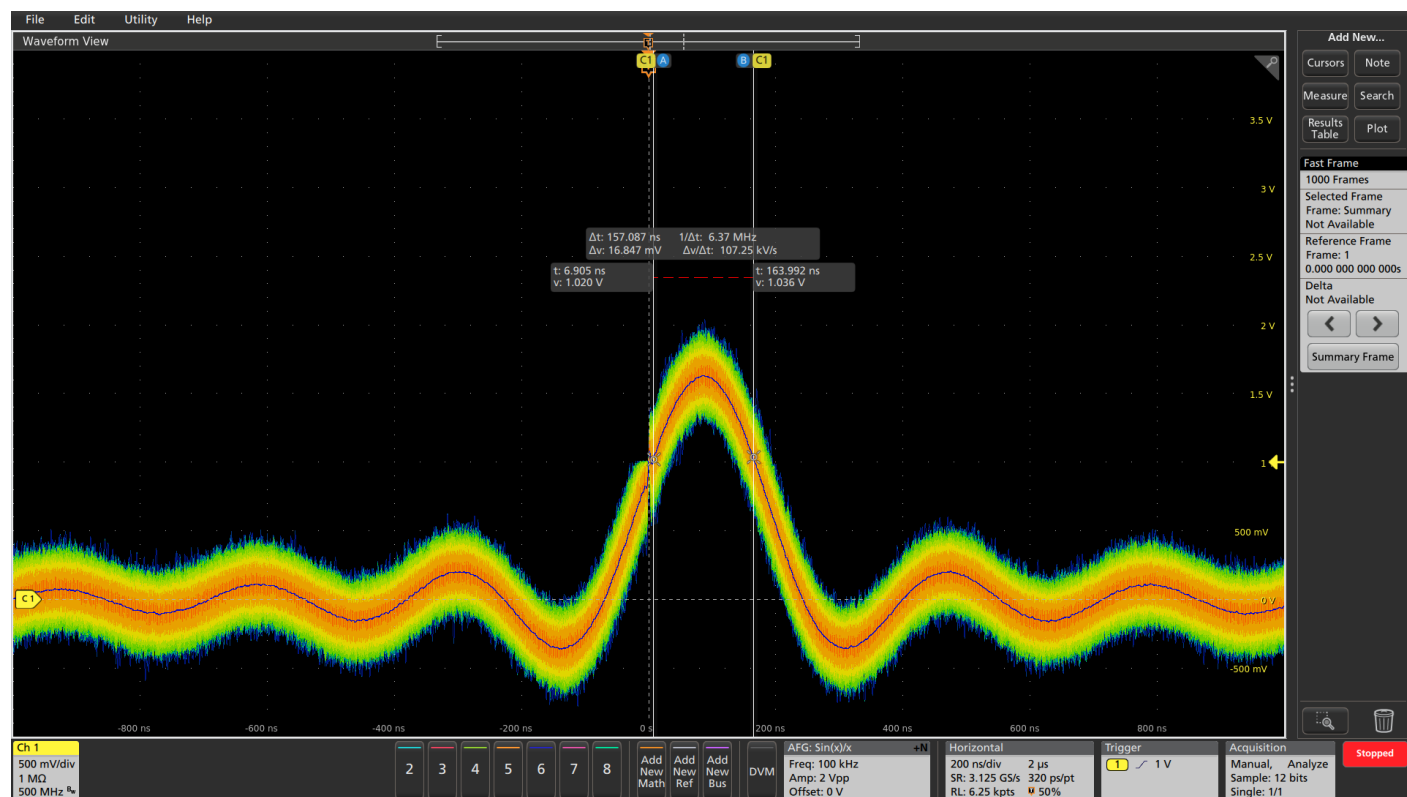 File Edit Utility Help
Waveform View
Add New...
Cursors Note
Measure Search
Results Table Plot
C1 A B C1
3.5 V
3 V
2.5 V
2 V
1.5 V
1
500 mV
0 V
-500 mV
Δt: 157.087 ns 1/Δt: 6.37 MHz
Δv: 16.847 mV Δv/Δt: 107.25 kV/s
t: 6.905 ns
v: 1.020 V
t: 163.992 ns
v: 1.036 V
C1
-800 ns -600 ns -400 ns -200 ns 0 s 200 ns 400 ns 600 ns 800 ns
Fast Frame
1000 Frames
Selected Frame
Frame: Summary
Not Available
Reference Frame
Frame: 1
0.000 000 000 000s
Delta
Not Available
Summary Frame
Ch 1
500 mV/div
1 MΩ
500 MHz Bw
2 3 4 5 6 7 8
Add New Math
Add New Ref
Add New Bus
DVM
AFG: Sin(x)/x +N
Freq: 100 kHz
Amp: 2 Vpp
Offset: 0 V
Horizontal
200 ns/div 2 µs
SR: 3.125 GS/s 320 ps/pt
RL: 6.25 kpts 50%
Trigger
1 1 V
Acquisition
Manual, Analyze
Sample: 12 bits
Single: 1/1
Stopped